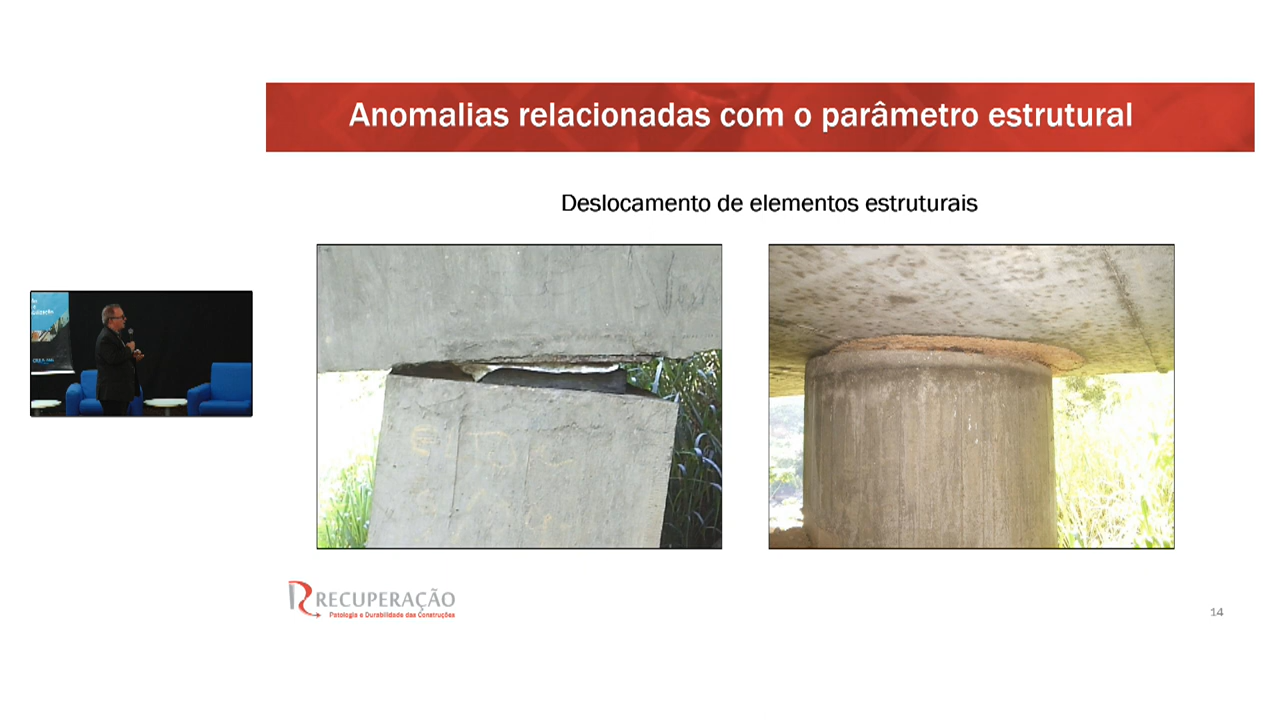 Anomalias relacionadas com o parâmetro estrutural
Deslocamento de elementos estruturais
RECUPERAÇÃO
Patologia e Durabilidade das Construções
14